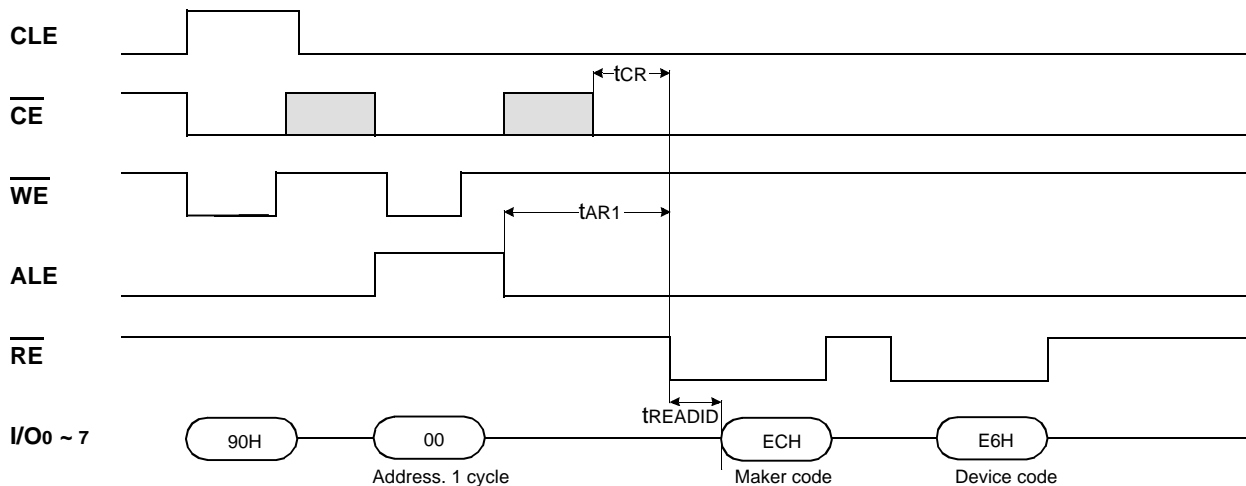 CLE
tCR
CE
WE
tAR1
ALE
RE
tREADID
I/O0 ~ 7
90H
00
ECH
E6H
Address. 1 cycle
Maker code
Device code